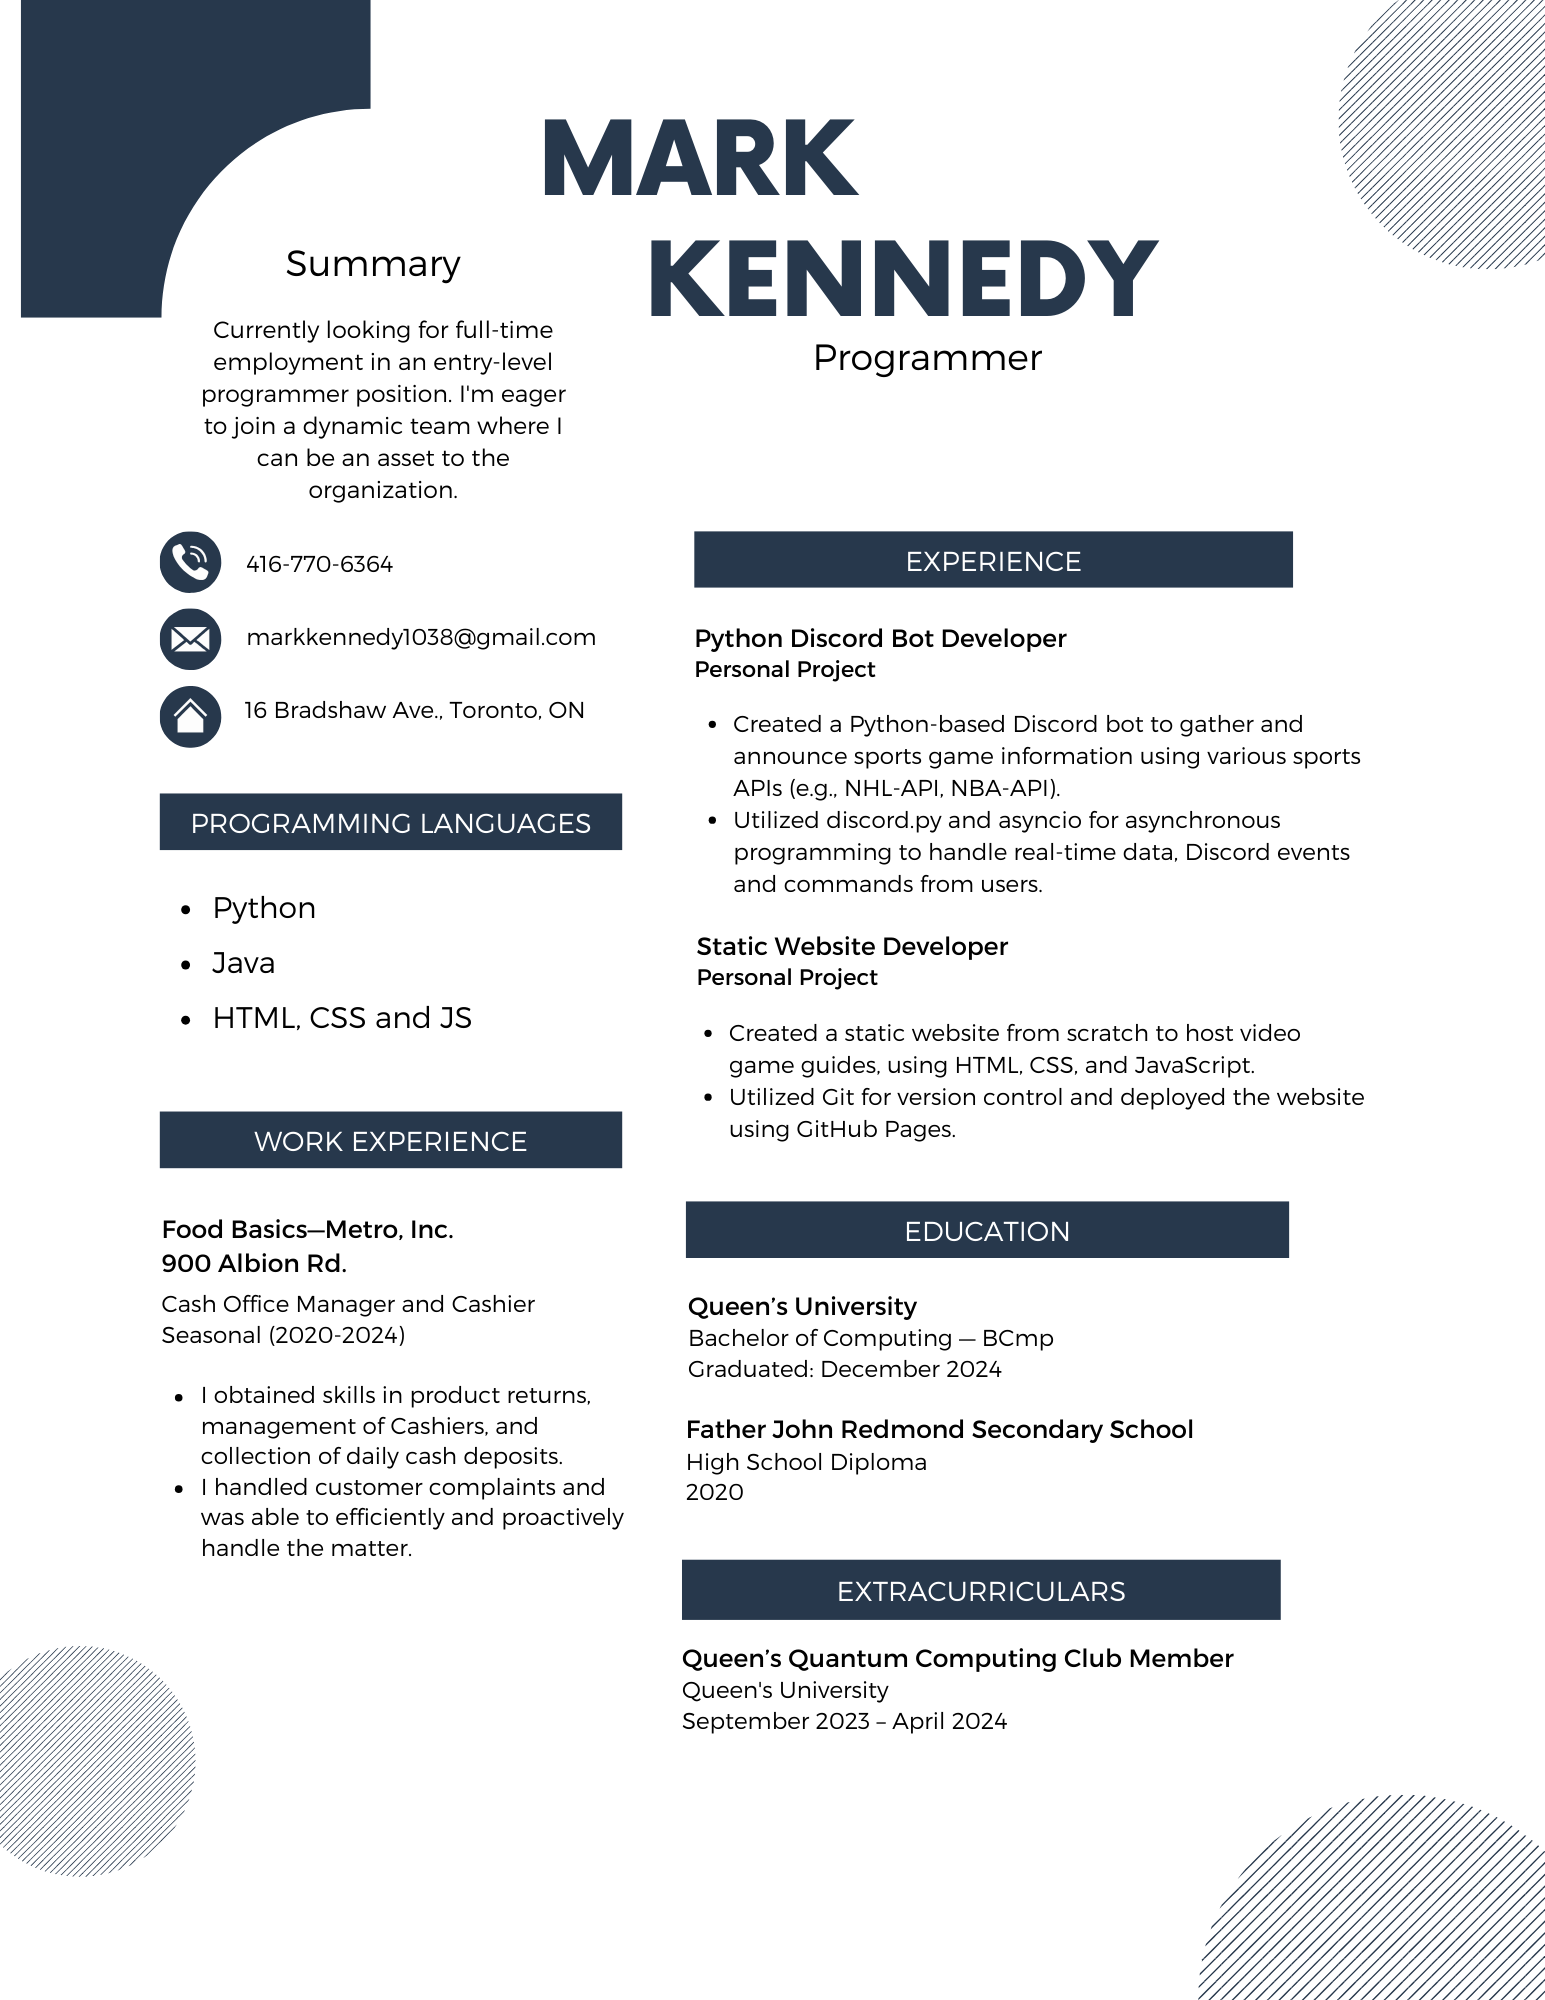 MARK
KENNEDY
Programmer
Summary
Currently looking for full-time
employment in an entry-level
programmer position. I'm eager
to join a dynamic team where I
can be an asset to the
organization.
416-770-6364
markkennedy1038@gmail.com
16 Bradshaw Ave., Toronto, ON
PROGRAMMING LANGUAGES
• Python
• Java
• HTML, CSS and JS
WORK EXPERIENCE
Food Basics—Metro, Inc.
900 Albion Rd.
Cash Office Manager and Cashier
Seasonal (2020-2024)
• I obtained skills in product returns,
management of Cashiers, and
collection of daily cash deposits.
• I handled customer complaints and
was able to efficiently and proactively
handle the matter.
EXPERIENCE
Python Discord Bot Developer
Personal Project
• Created a Python-based Discord bot to gather and
announce sports game information using various sports
APIs (e.g., NHL-API, NBA-API).
• Utilized discord.py and asyncio for asynchronous
programming to handle real-time data, Discord events
and commands from users.
Static Website Developer
Personal Project
• Created a static website from scratch to host video
game guides, using HTML, CSS, and JavaScript.
• Utilized Git for version control and deployed the website
using GitHub Pages.
EDUCATION
Queen’s University
Bachelor of Computing — BCmp
Graduated: December 2024
Father John Redmond Secondary School
High School Diploma
2020
EXTRACURRICULARS
Queen’s Quantum Computing Club Member
Queen's University
September 2023 – April 2024